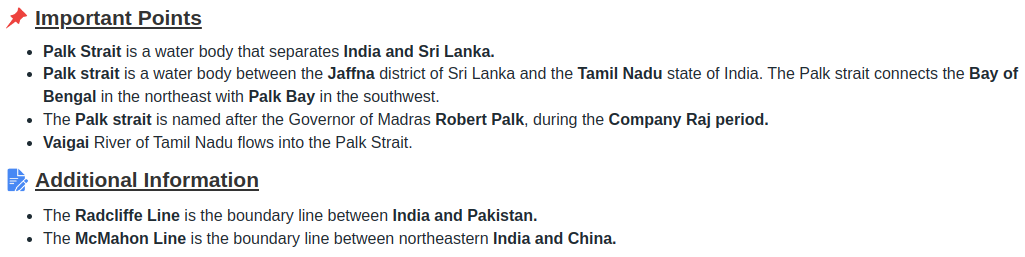 Important Points
• Palk Strait is a water body that separates India and Sri Lanka.
• Palk strait is a water body between the Jaffna district of Sri Lanka and the Tamil Nadu state of India. The Palk strait connects the Bay of
Bengal in the northeast with Palk Bay in the southwest.
• The Palk strait is named after the Governor of Madras Robert Palk, during the Company Raj period.
• Vaigai River of Tamil Nadu flows into the Palk Strait.
Additional Information
• The Radcliffe Line is the boundary line between India and Pakistan.
• The McMahon Line is the boundary line between northeastern India and China.